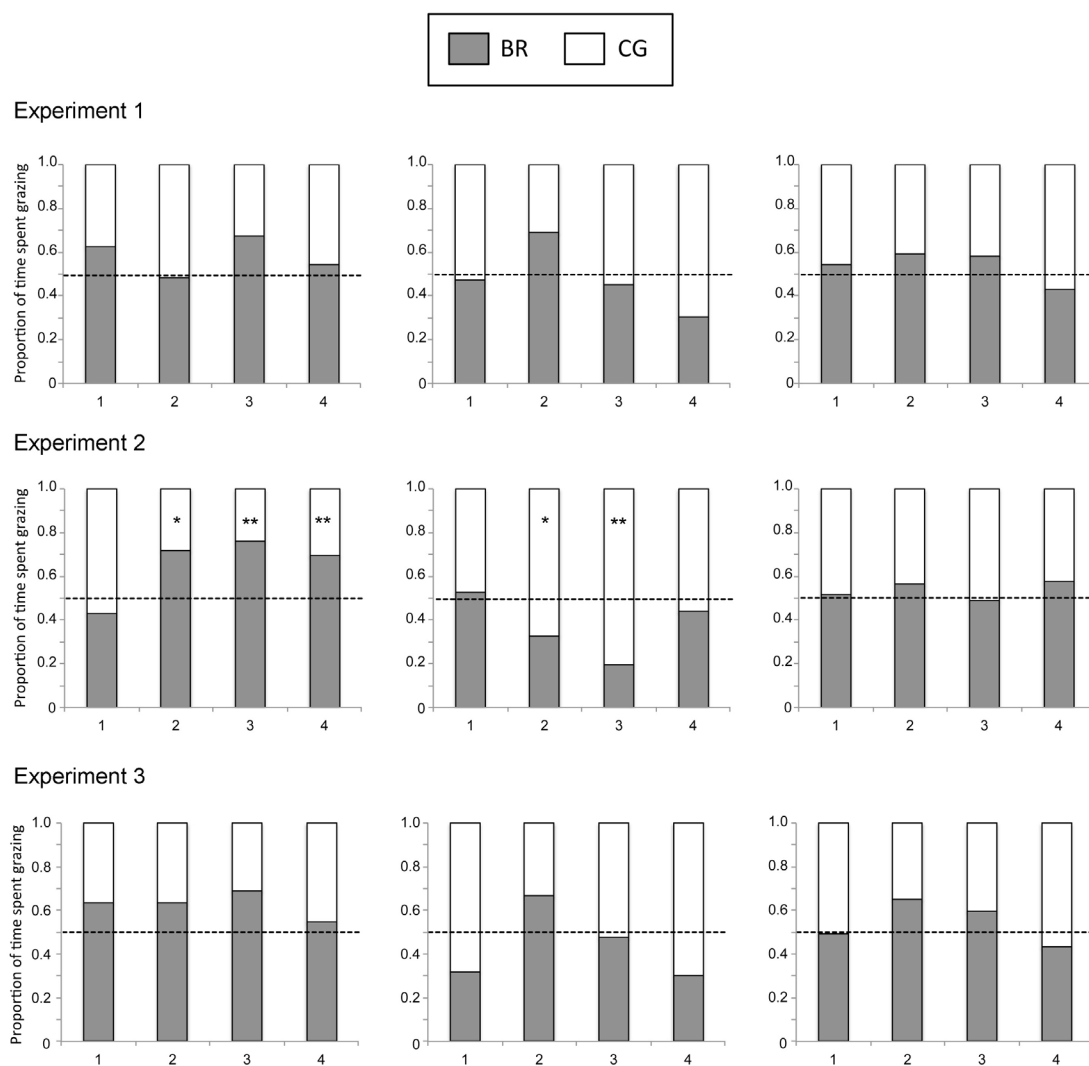 BR CG
Experiment 1
Proportion of time spent grazing
1.0 1.0 1.0
0.8 0.8 0.8
0.6 0.6 0.6
0.4 0.4 0.4
0.2 0.2 0.2
0 0 0
1 2 3 4 1 2 3 4 1 2 3 4
Experiment 2
Proportion of time spent grazing
1.0 1.0 1.0
* ** ** * **
0.8 0.8 0.8
0.6 0.6 0.6
0.4 0.4 0.4
0.2 0.2 0.2
0 0 0
1 2 3 4 1 2 3 4 1 2 3 4
Experiment 3
Proportion of time spent grazing
1.0 1.0 1.0
0.8 0.8 0.8
0.6 0.6 0.6
0.4 0.4 0.4
0.2 0.2 0.2
0 0 0
1 2 3 4 1 2 3 4 1 2 3 4